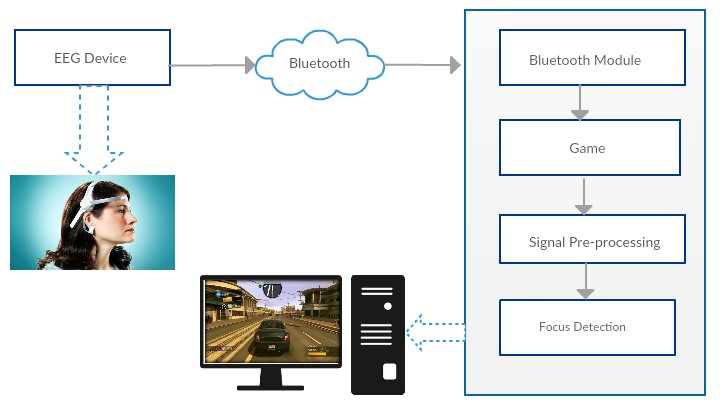 EEG Device
Bluetooth
Bluetooth Module
Game
Signal Pre-processing
Focus Detection